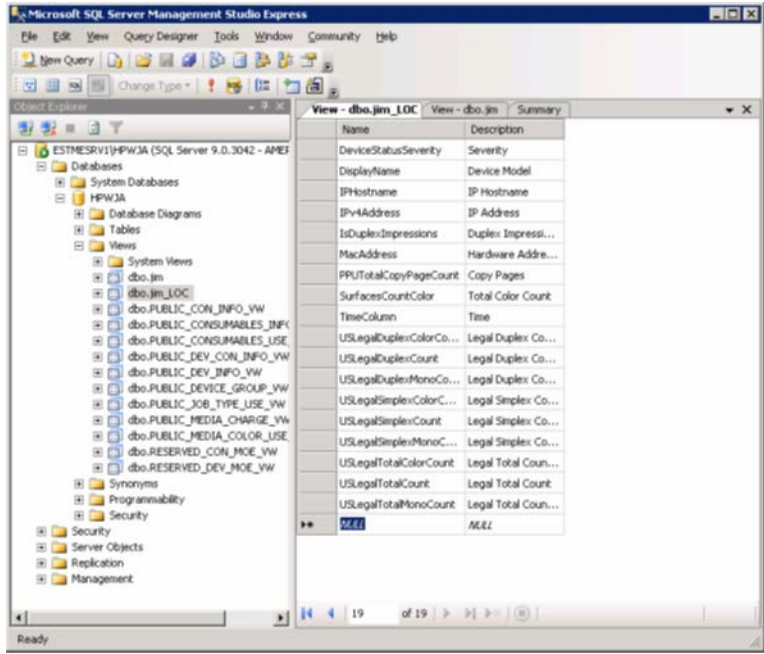 Microsoft SQL Server Management Studio Express
File Edit View Query Designer Tools Window Community Help
New Query
Change Type
Object Explorer
View - dbo.jim_LOC View - dbo.jim Summary
ESTMESRV1\HPWJA (SQL Server 9.0.3042 - AMER
Databases
System Databases
HPWJA
Database Diagrams
Tables
Views
System Views
dbo.jim
dbo.jim_LOC
dbo.PUBLIC_CON_INFO_VW
dbo.PUBLIC_CONSUMABLES_INFO
dbo.PUBLIC_CONSUMABLES_USE_
dbo.PUBLIC_DEV_CON_INFO_VW
dbo.PUBLIC_DEV_INFO_VW
dbo.PUBLIC_DEVICE_GROUP_VW
dbo.PUBLIC_JOB_TYPE_USE_VW
dbo.PUBLIC_MEDIA_CHARGE_VW
dbo.PUBLIC_MEDIA_COLOR_USE_
dbo.RESERVED_CON_MOE_VW
dbo.RESERVED_DEV_MOE_VW
Synonyms
Programmability
Security
Security
Server Objects
Replication
Management
Name Description
DeviceStatusSeverity Severity
DisplayName Device Model
IPHostname IP Hostname
IPv4Address IP Address
IsDuplexImpressions Duplex Impressi...
MacAddress Hardware Addre...
PPUTotalCopyPageCount Copy Pages
SurfacesCountColor Total Color Count
TimeColumn Time
USLegalDuplexColorCo... Legal Duplex Co...
USLegalDuplexCount Legal Duplex Co...
USLegalDuplexMonoCo... Legal Duplex Co...
USLegalSimplexColorC... Legal Simplex Co...
USLegalSimplexCount Legal Simplex Co...
USLegalSimplexMonoC... Legal Simplex Co...
USLegalTotalColorCount Legal Total Coun...
USLegalTotalCount Legal Total Count
USLegalTotalMonoCount Legal Total Coun...
NULL NULL
19 of 19
Ready